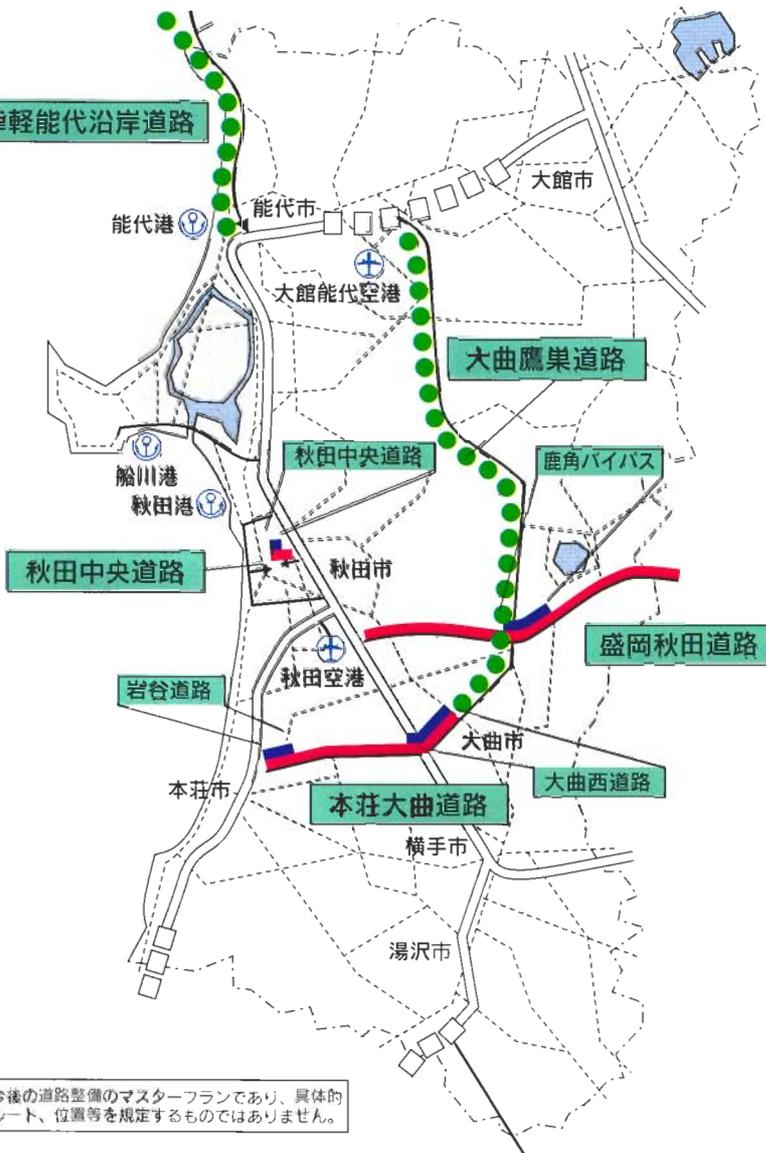 軽能代沿岸道路
能代市
能代港
大館市
大館能代空港
大曲鷹巣道路
秋田中央道路
鹿角バイパス
船川港
秋田港
秋田中央道路
秋田市
盛岡秋田道路
秋田空港
岩谷道路
大曲市
大曲西道路
本荘市
本荘大曲道路
横手市
湯沢市
後の道路整備のマスターフランであり、具体的
ート、位置等を規定するものではありません。